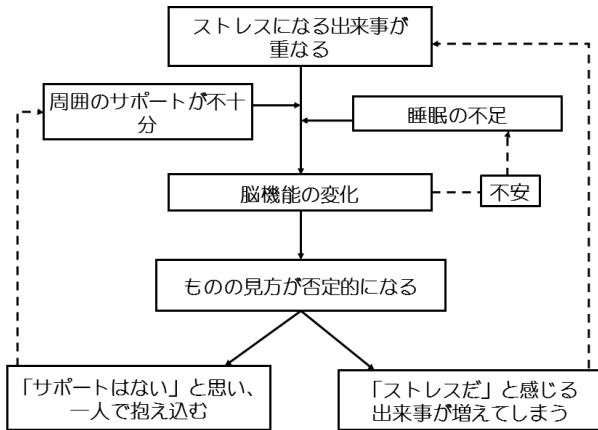 ストレスになる出来事が
重なる
周囲のサポートが不十
分
睡眠の不足
脳機能の変化
不安
ものの見方が否定的になる
「サポートはない」と思い、
一人で抱え込む
「ストレスだ」と感じる
出来事が増えてしまう